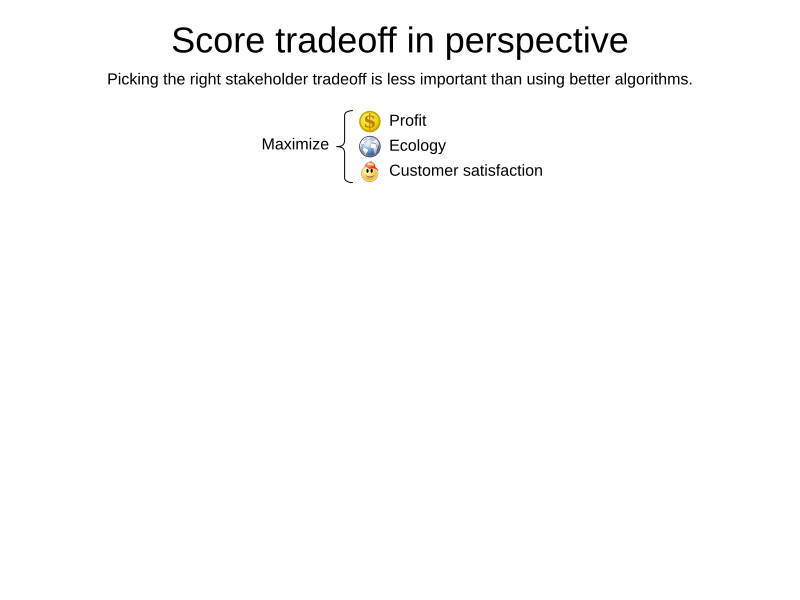 Score tradeoff in perspective
Picking the right stakeholder tradeoff is less important than using better algorithms.
Maximize
$ Profit
Ecology
Customer satisfaction